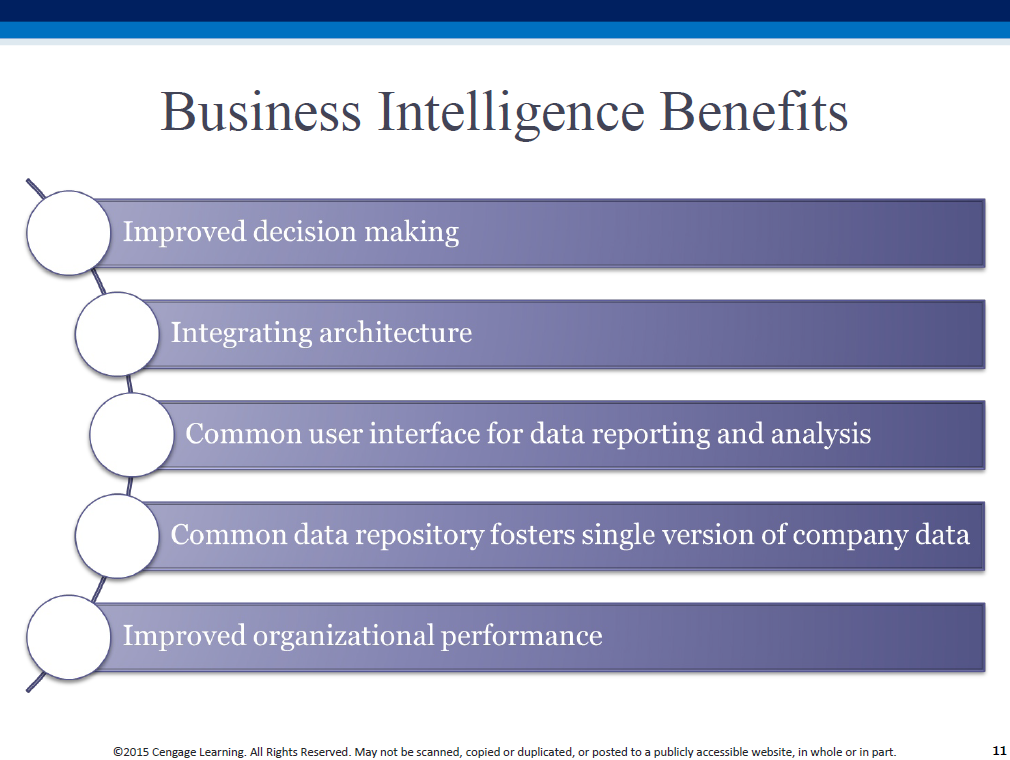 Business Intelligence Benefits
Improved decision making
Integrating architecture
Common user interface for data reporting and analysis
Common data repository fosters single version of company data
Improved organizational performance
©2015 Cengage Learning. All Rights Reserved. May not be scanned, copied or duplicated, or posted to a publicly accessible website, in whole or in part.
11